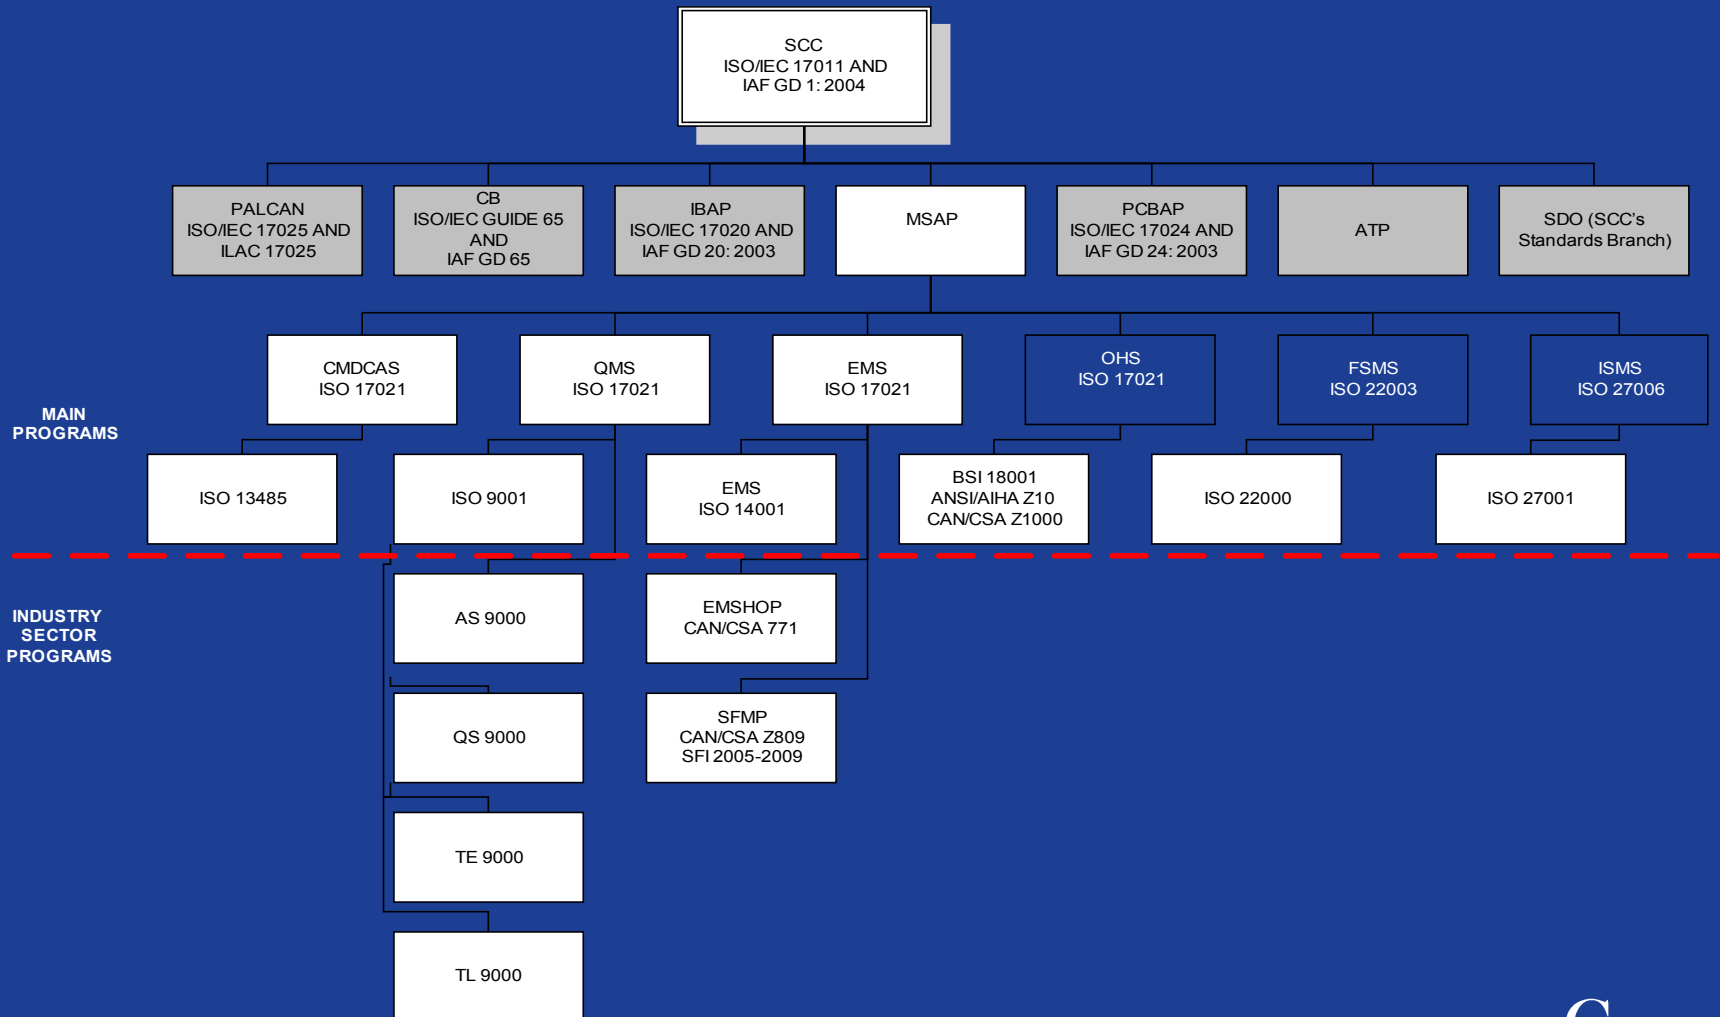 SCC
ISO/IEC 17011 AND
IAF GD 1: 2004
PALCAN
ISO/IEC 17025 AND
ILAC 17025
CB
ISO/IEC GUIDE 65
AND
IAF GD 65
IBAP
ISO/IEC 17020 AND
IAF GD 20: 2003
MSAP
PCBAP
ISO/IEC 17024 AND
IAF GD 24: 2003
ATP
SDO (SCC's
Standards Branch)
CMDCAS
ISO 17021
QMS
ISO 17021
EMS
ISO 17021
OHS
ISO 17021
FSMS
ISO 22003
ISMS
ISO 27006
MAIN
PROGRAMS
ISO 13485
ISO 9001
EMS
ISO 14001
BSI 18001
ANSI/AIHA Z10
CAN/CSA Z1000
ISO 22000
ISO 27001
INDUSTRY
SECTOR
PROGRAMS
AS 9000
EMSHOP
CAN/CSA 771
QS 9000
SFMP
CAN/CSA Z809
SFI 2005-2009
TE 9000
TL 9000